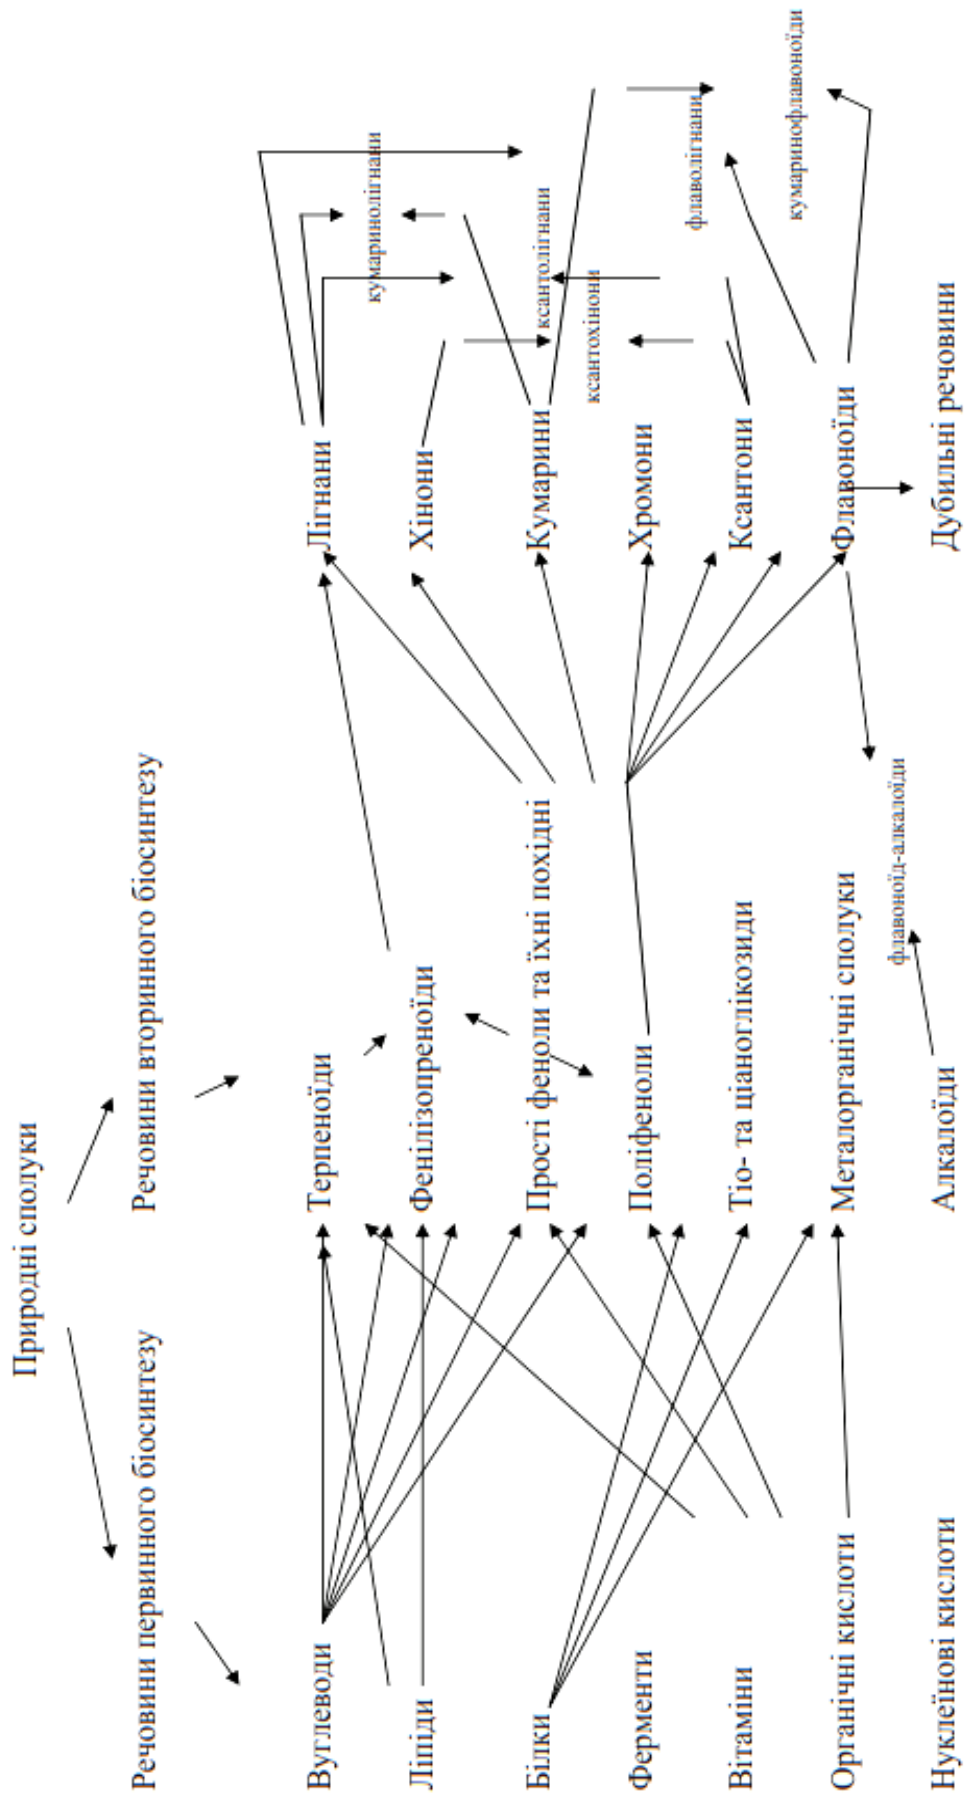 Природні сполуки
Речовини первинного біосинтезу
Речовини вторинного біосинтезу
Вуглеводи
Терпеноїди
Лігнани
кумаринолігнани
Ліпіди
Фенілізопреноїди
Хінони
Білки
Прості феноли та їхні похідні
Кумарини
ксантолігнани
ксантохінони
Ферменти
Поліфеноли
Хромони
флаволігнани
Вітаміни
Тіо- та ціаноглікозиди
Ксантони
кумаринофлавоноїди
Органічні кислоти
Металорганічні сполуки
Флавоноїди
флавоноїд-алкалоїди
Нуклеїнові кислоти
Алкалоїди
Дубильні речовини